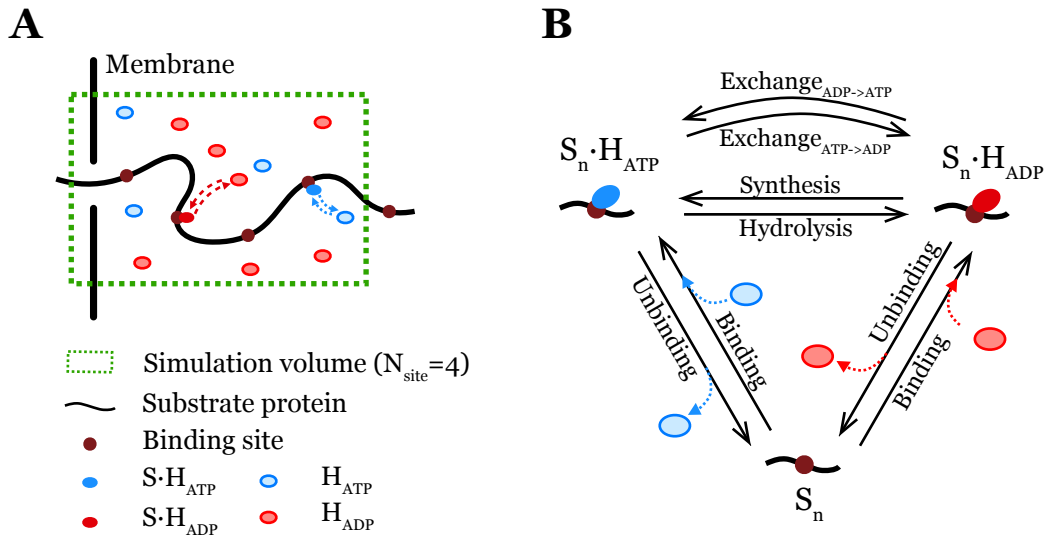 A
Membrane
Simulation volume (N_site=4)
Substrate protein
Binding site
S·H_ATP
H_ATP
S·H_ADP
H_ADP
B
Exchange_ADP->ATP
Exchange_ATP->ADP
S_n·H_ATP
S_n·H_ADP
Synthesis
Hydrolysis
Unbinding
Binding
Unbinding
Binding
S_n